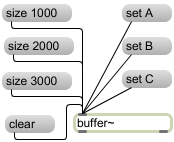 size 1000
set A
size 2000
set B
size 3000
set C
clear
buffer~